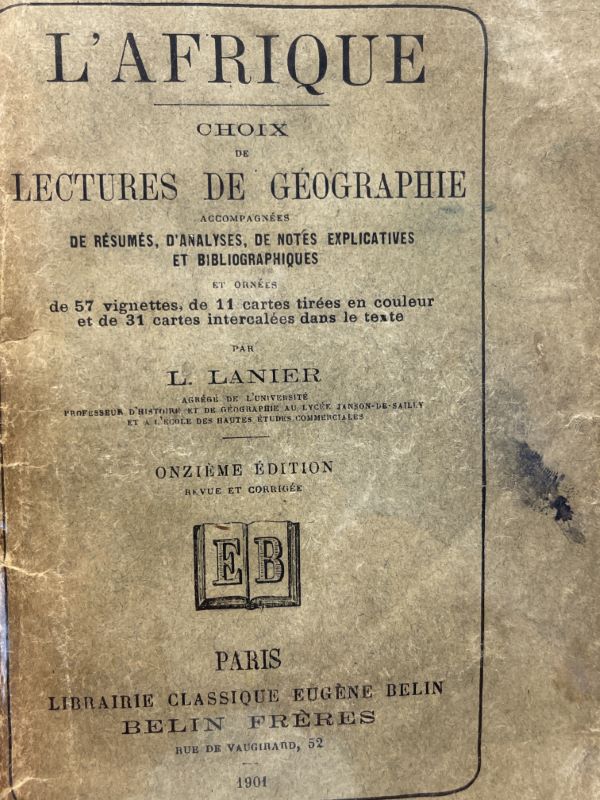 L'AFRIQUE
CHOIX
DE
LECTURES DE GÉOGRAPHIE
ACCOMPAGNÉES
DE RÉSUMÉS, D'ANALYSES, DE NOTES EXPLICATIVES
ET BIBLIOGRAPHIQUES
ET ORNÉES
de 57 vignettes, de 11 cartes tirées en couleur
et de 31 cartes intercalées dans le texte
PAR
L. LANIER
AGRÉGÉ DE L'UNIVERSITÉ
PROFESSEUR D'HISTOIRE ET DE GÉOGRAPHIE AU LYCÉE JANSON-DE-SAILLY
ET A L'ÉCOLE DES HAUTES ÉTUDES COMMERCIALES
ONZIÈME ÉDITION
REVUE ET CORRIGÉE
EB
PARIS
LIBRAIRIE CLASSIQUE EUGÈNE BELIN
BELIN FRÈRES
RUE DE VAUGIRARD, 52
1901